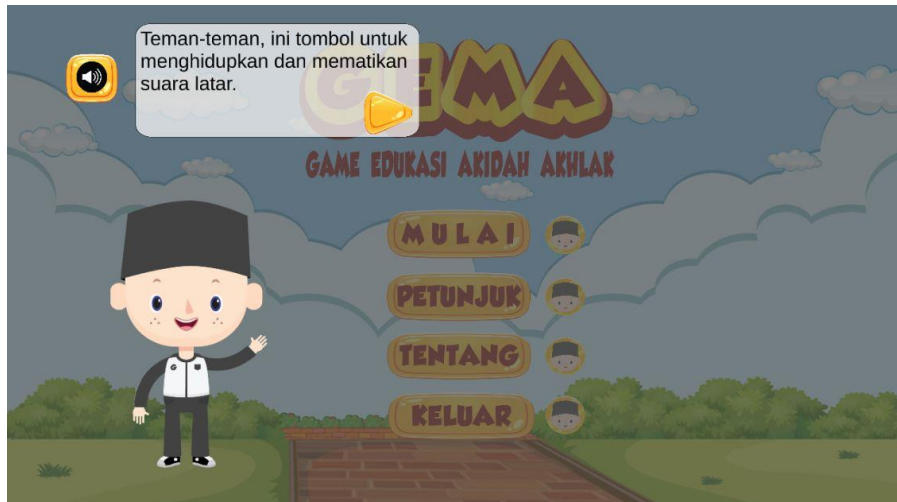 Teman-teman, ini tombol untuk
menghidupkan dan mematikan
suara latar.
GEMA
GAME EDUKASI AKIDAH AKHLAK
MULAI
PETUNJUK
TENTANG
KELUAR